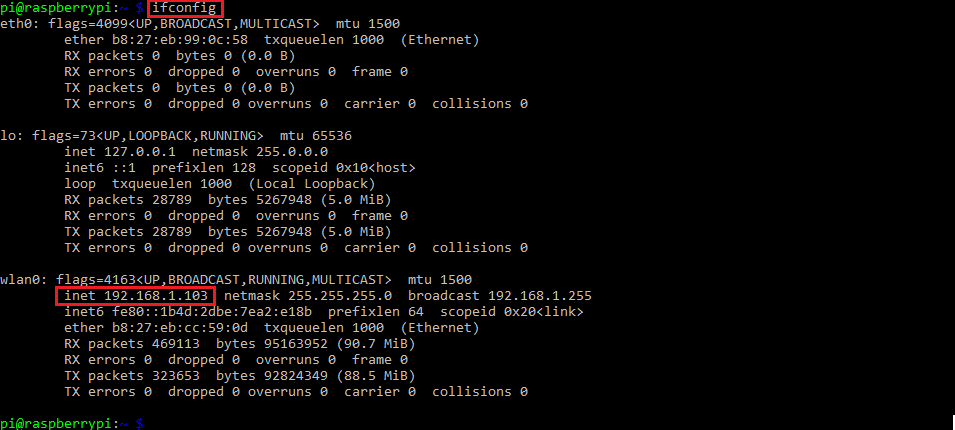 pi@raspberrypi:~ $ ifconfig
eth0: flags=4099<UP,BROADCAST,MULTICAST>  mtu 1500
        ether b8:27:eb:99:0c:58  txqueuelen 1000  (Ethernet)
        RX packets 0  bytes 0 (0.0 B)
        RX errors 0  dropped 0  overruns 0  frame 0
        TX packets 0  bytes 0 (0.0 B)
        TX errors 0  dropped 0 overruns 0  carrier 0  collisions 0

lo: flags=73<UP,LOOPBACK,RUNNING>  mtu 65536
        inet 127.0.0.1  netmask 255.0.0.0
        inet6 ::1  prefixlen 128  scopeid 0x10<host>
        loop  txqueuelen 1000  (Local Loopback)
        RX packets 28789  bytes 5267948 (5.0 MiB)
        RX errors 0  dropped 0  overruns 0  frame 0
        TX packets 28789  bytes 5267948 (5.0 MiB)
        TX errors 0  dropped 0 overruns 0  carrier 0  collisions 0

wlan0: flags=4163<UP,BROADCAST,RUNNING,MULTICAST>  mtu 1500
        inet 192.168.1.103  netmask 255.255.255.0  broadcast 192.168.1.255
        inet6 fe80::1b4d:2dbe:7ea2:e18b  prefixlen 64  scopeid 0x20<link>
        ether b8:27:eb:cc:59:0d  txqueuelen 1000  (Ethernet)
        RX packets 469113  bytes 95163952 (90.7 MiB)
        RX errors 0  dropped 0  overruns 0  frame 0
        TX packets 323653  bytes 92824349 (88.5 MiB)
        TX errors 0  dropped 0 overruns 0  carrier 0  collisions 0

pi@raspberrypi:~ $